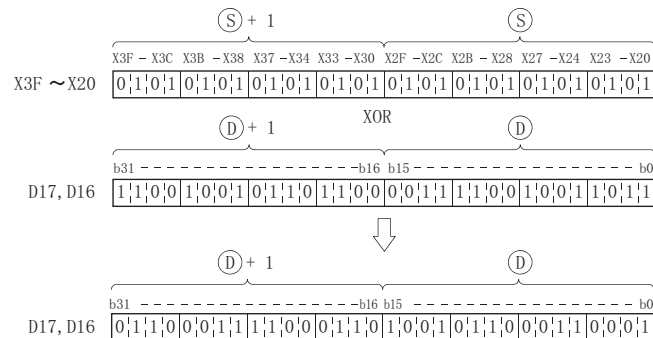 Ⓢ + 1 Ⓢ
X3F - X3C X3B - X38 X37 - X34 X33 - X30 X2F - X2C X2B - X28 X27 - X24 X23 - X20
X3F ~ X20 0 1 0 1 0 1 0 1 0 1 0 1 0 1 0 1 0 1 0 1 0 1 0 1 0 1 0 1 0 1 0 1
XOR
Ⓓ + 1 Ⓓ
b31 b16 b15 b0
D17, D16 1 1 0 0 1 0 0 1 0 1 1 0 1 1 0 0 0 0 1 1 1 1 0 0 1 0 0 1 1 0 1 1
Ⓓ + 1 Ⓓ
b31 b16 b15 b0
D17, D16 0 1 1 0 0 0 1 1 1 1 0 0 0 1 1 0 1 0 0 1 0 1 1 0 0 0 1 1 0 0 0 1